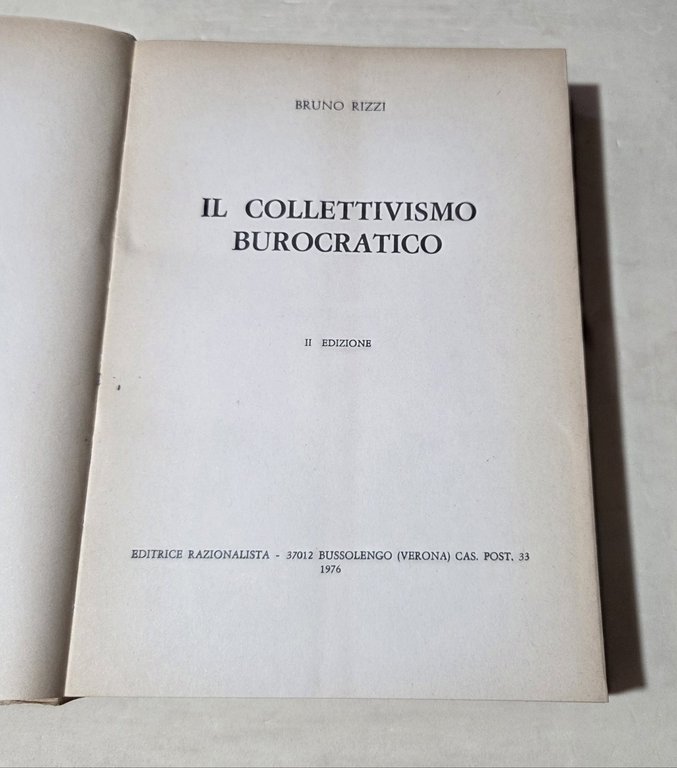 BRUNO RIZZI
IL COLLETTIVISMO
BUROCRATICO
II EDIZIONE
EDITRICE RAZIONALISTA - 37012 BUSSOLENGO (VERONA) CAS. POST. 33
1976